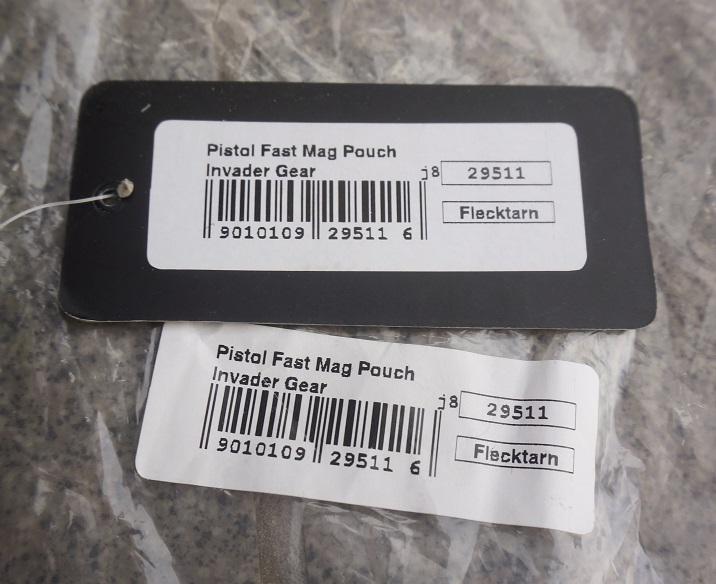 Pistol Fast Mag Pouch
Invader Gear
j8 29511
Flecktarn
9010109 29511 6
Pistol Fast Mag Pouch
Invader Gear
j8 29511
Flecktarn
9010109 29511 6